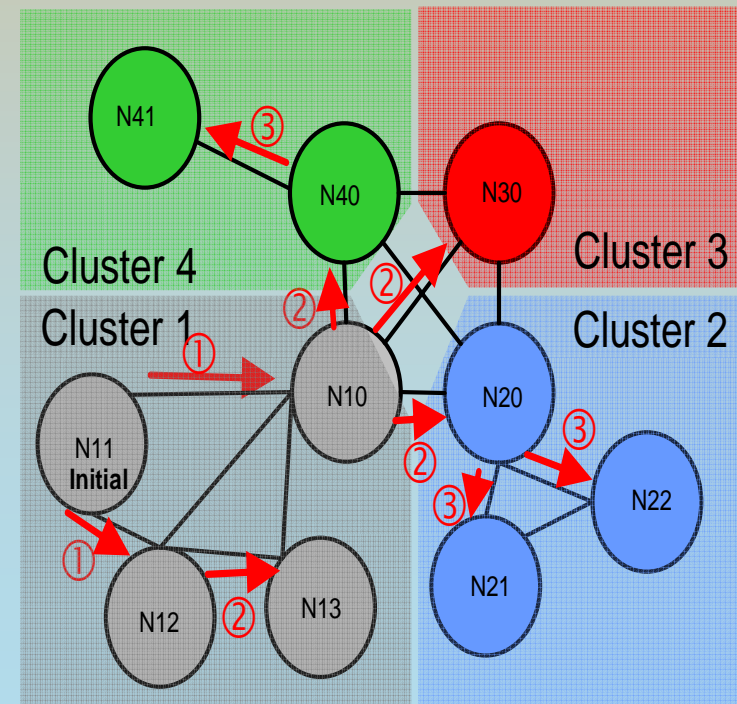 N41
③
N40
N30
Cluster 4
Cluster 3
②
②
Cluster 1
Cluster 2
①
N10
N20
N11
Initial
②
③
③
N22
①
N12
②
N13
N21